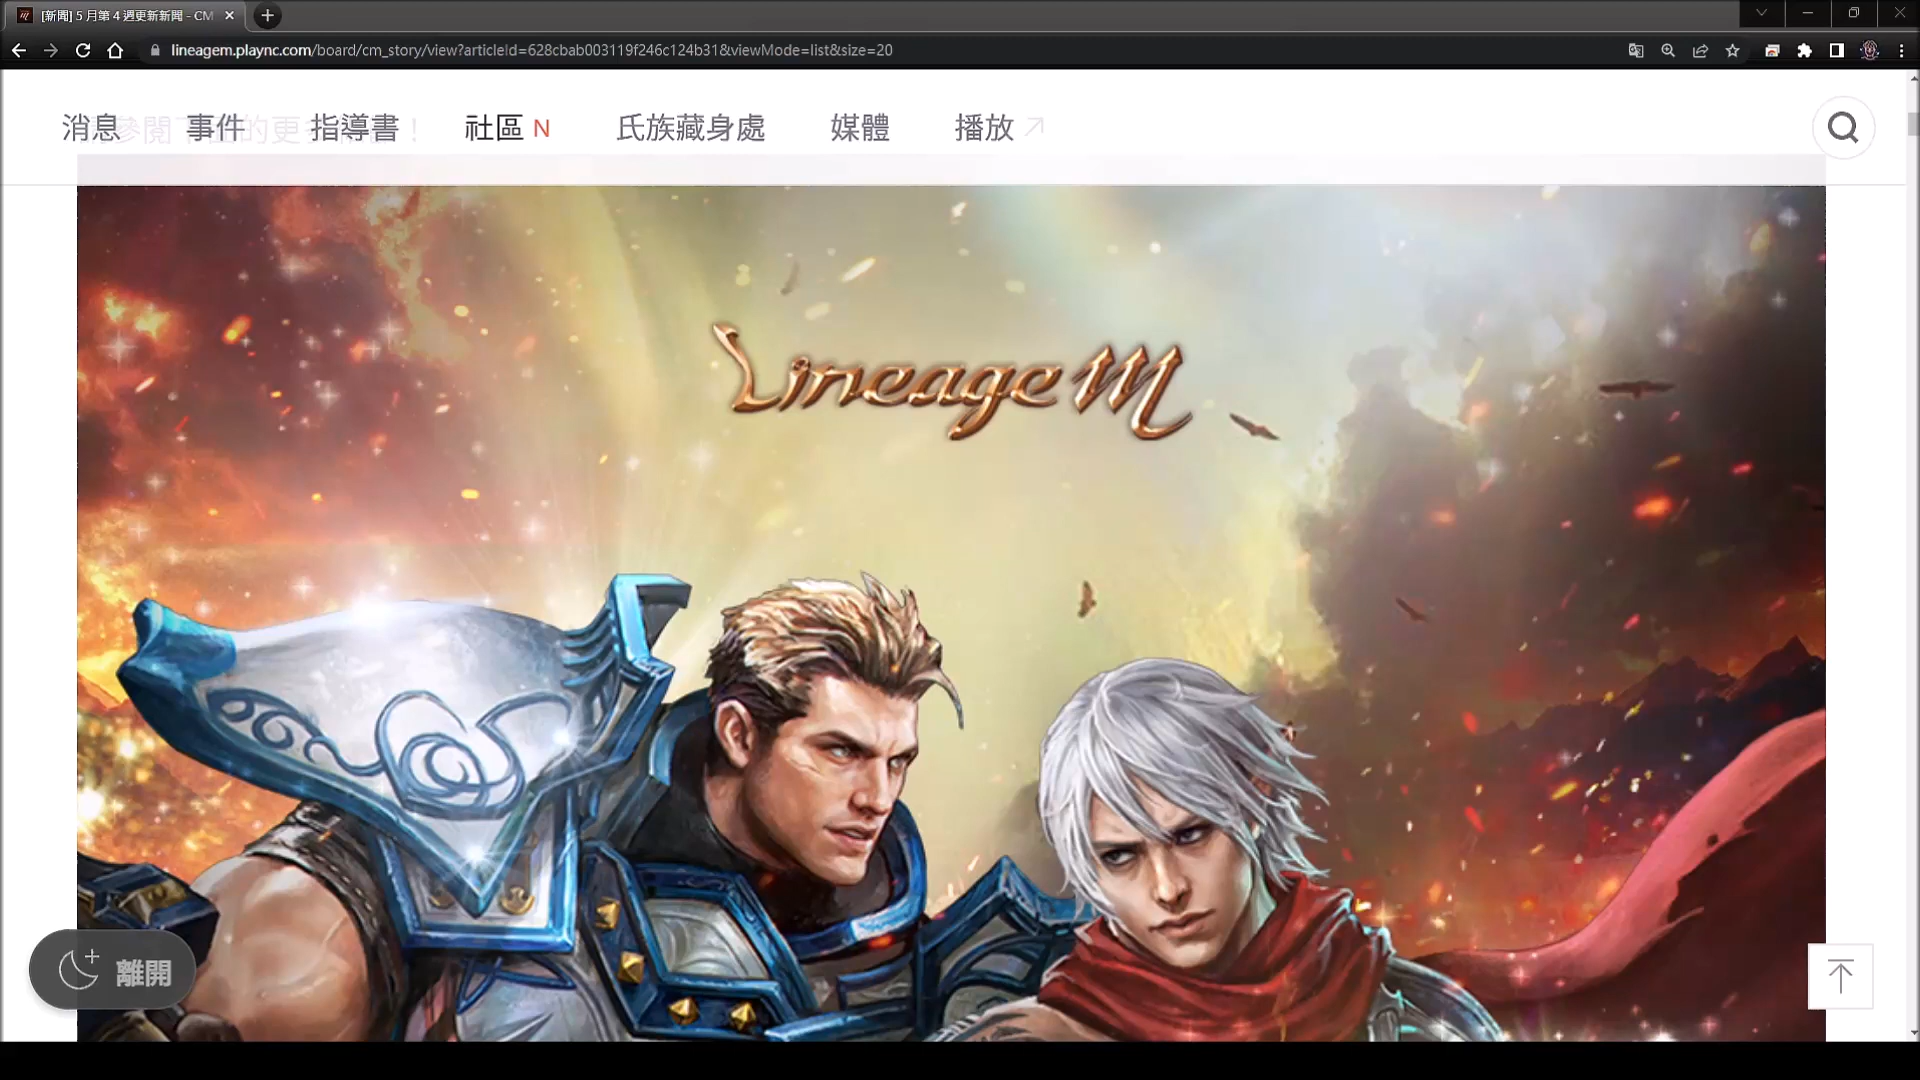 [新聞] 5 月第 4 週更新新聞 - CM
lineagem.plaync.com/board/cm_story/view?articleId=628cbab003119f246c124b31&viewMode=list&size=20
消息 事件 指導書 社區 N 氏族藏身處 媒體 播放
Lineage M
離開